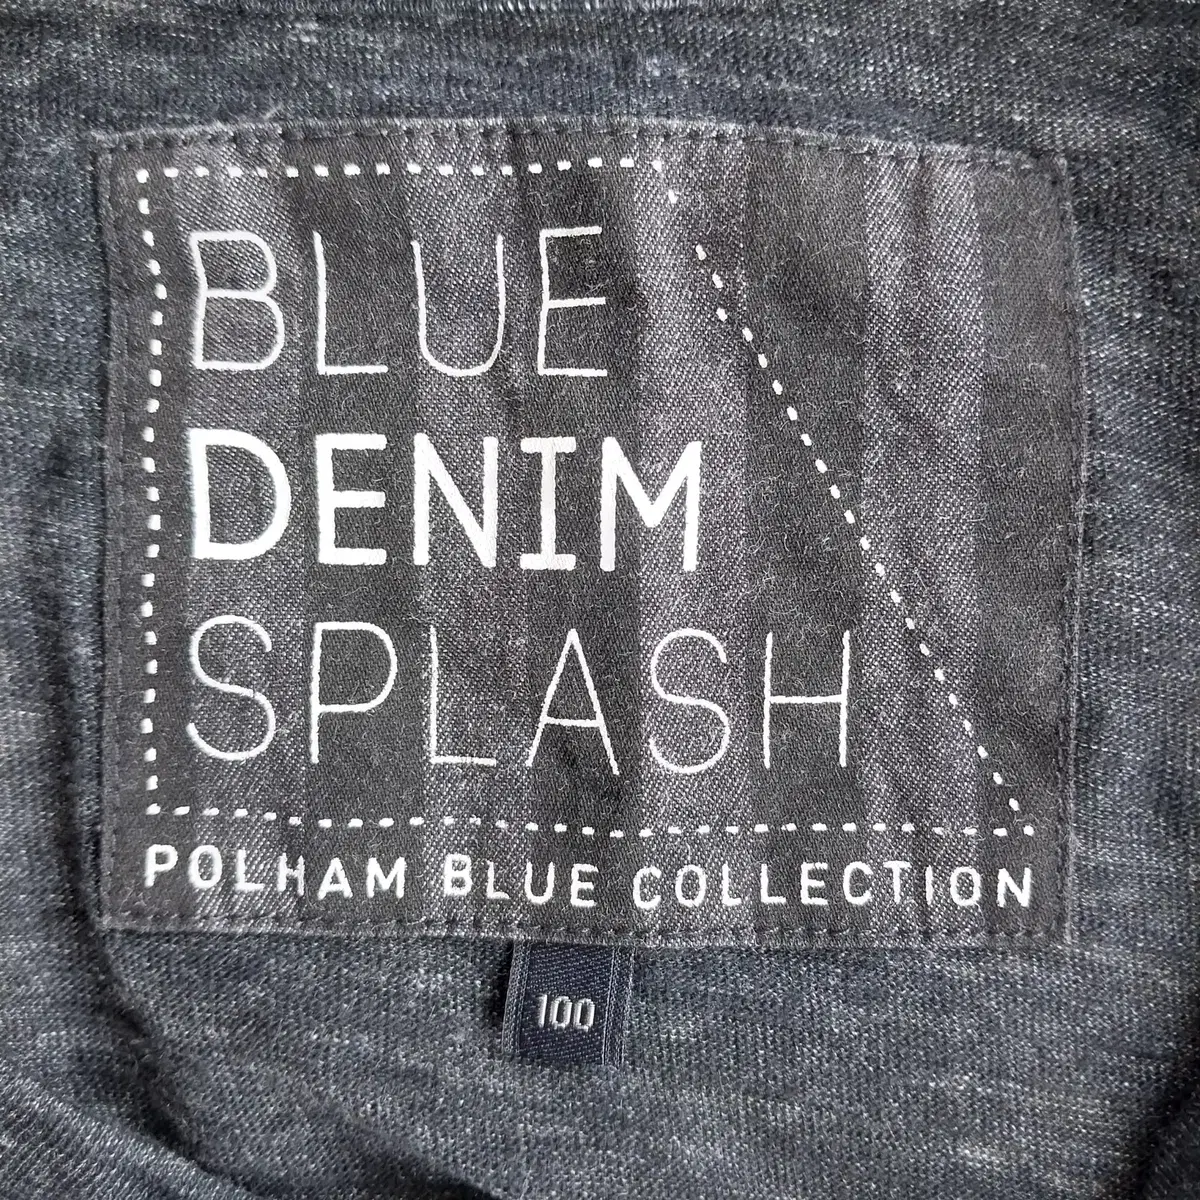 BLUE
DENIM
SPLASH
POLHAM BLUE COLLECTION
100